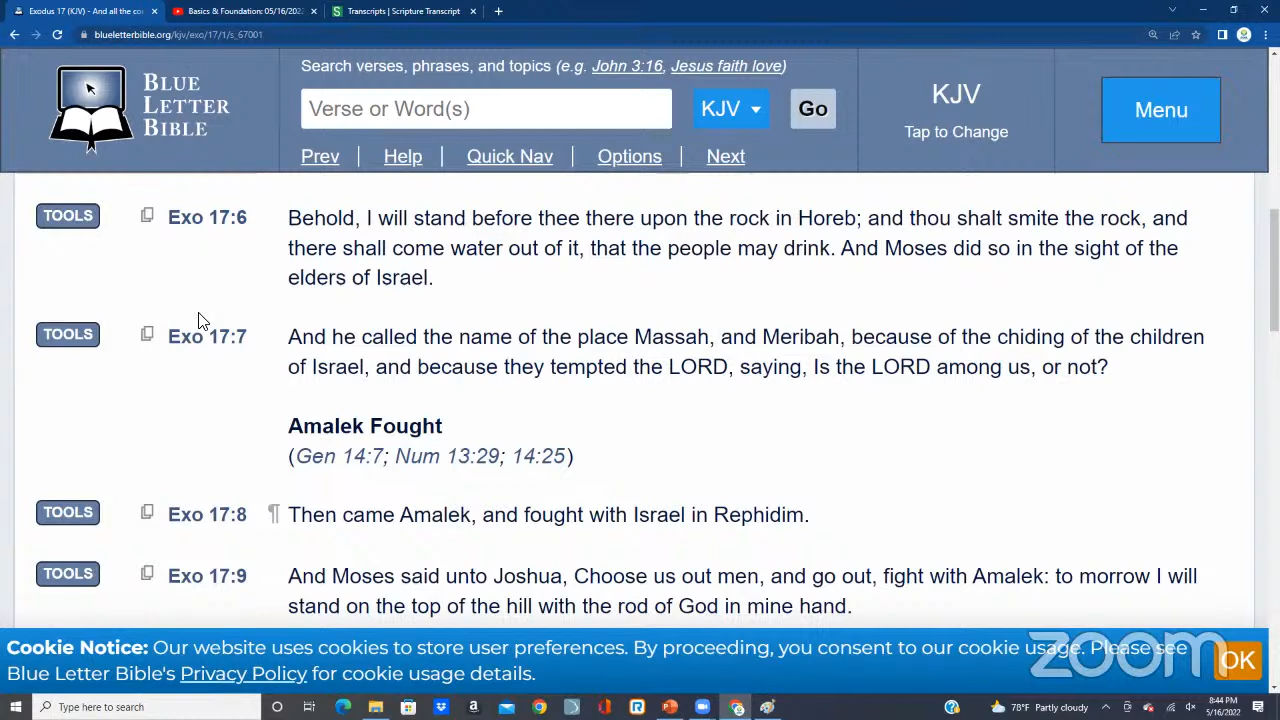 Exodus 17 (KJV) - And all the co
Basics & Foundation: 05/16/2022
Transcripts | Scripture Transcript
blueletterbible.org/kjv/exo/17/1/s_67001
BLUE
LETTER
BIBLE
Search verses, phrases, and topics (e.g. John 3:16, Jesus faith love)
Verse or Word(s)
KJV
Go
Prev
Help
Quick Nav
Options
Next
KJV
Tap to Change
Menu
TOOLS Exo 17:6 Behold, I will stand before thee there upon the rock in Horeb; and thou shalt smite the rock, and
there shall come water out of it, that the people may drink. And Moses did so in the sight of the
elders of Israel.
TOOLS Exo 17:7 And he called the name of the place Massah, and Meribah, because of the chiding of the children
of Israel, and because they tempted the LORD, saying, Is the LORD among us, or not?
Amalek Fought
(Gen 14:7; Num 13:29; 14:25)
TOOLS Exo 17:8 ¶ Then came Amalek, and fought with Israel in Rephidim.
TOOLS Exo 17:9 And Moses said unto Joshua, Choose us out men, and go out, fight with Amalek: to morrow I will
stand on the top of the hill with the rod of God in mine hand.
Cookie Notice: Our website uses cookies to store user preferences. By proceeding, you consent to our cookie usage. Please see
Blue Letter Bible's Privacy Policy for cookie usage details.
OK
zoom
Type here to search
78°F Partly cloudy
8:44 PM
5/16/2022